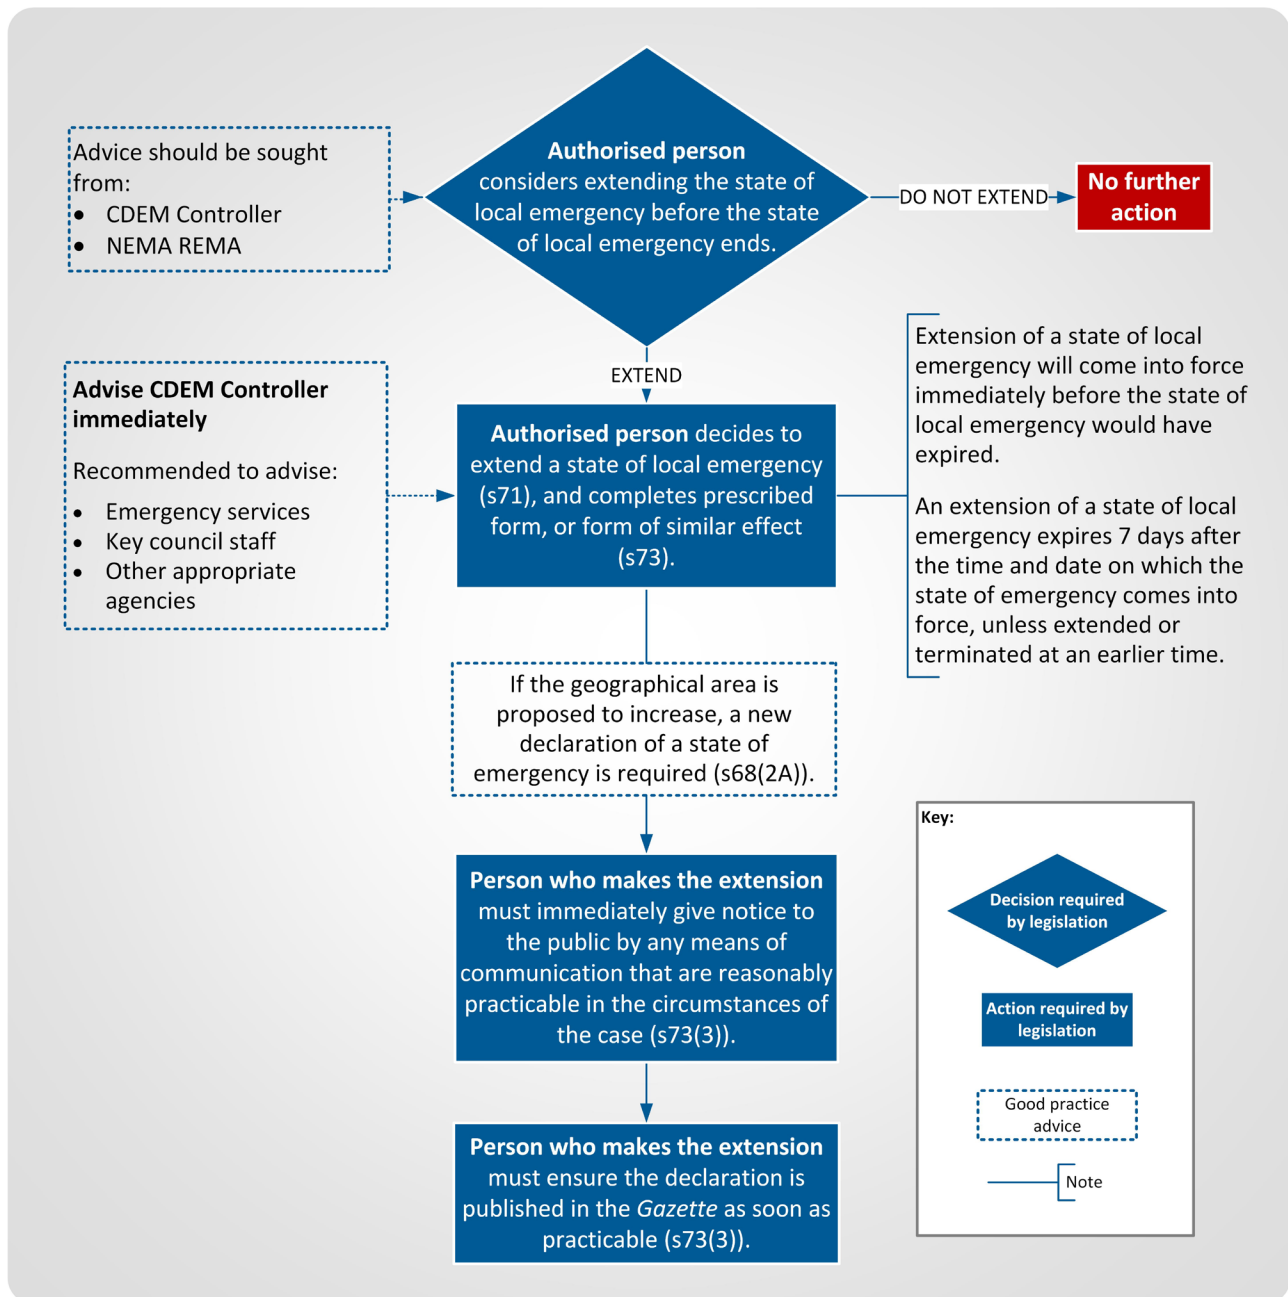 Advice should be sought
from:
• CDEM Controller
• NEMA REMA
Authorised person
considers extending the state of
local emergency before the state
of local emergency ends.
DO NOT EXTEND
No further
action
EXTEND
Advise CDEM Controller
immediately
Recommended to advise:
• Emergency services
• Key council staff
• Other appropriate
agencies
Authorised person decides to
extend a state of local emergency
(s71), and completes prescribed
form, or form of similar effect
(s73).
Extension of a state of local
emergency will come into force
immediately before the state of
local emergency would have
expired.
An extension of a state of local
emergency expires 7 days after
the time and date on which the
state of emergency comes into
force, unless extended or
terminated at an earlier time.
If the geographical area is
proposed to increase, a new
declaration of a state of
emergency is required (s68(2A)).
Person who makes the extension
must immediately give notice to
the public by any means of
communication that are reasonably
practicable in the circumstances of
the case (s73(3)).
Person who makes the extension
must ensure the declaration is
published in the Gazette as soon as
practicable (s73(3)).
Key:
Decision required
by legislation
Action required by
legislation
Good practice
advice
Note